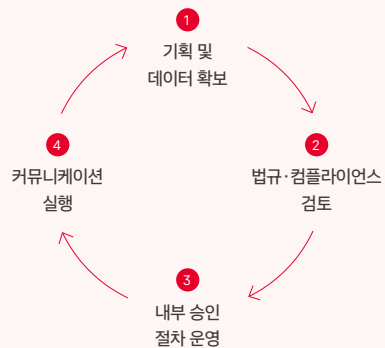 1
기획 및
데이터 확보
2
법규·컴플라이언스
검토
3
내부 승인
절차 운영
4
커뮤니케이션
실행